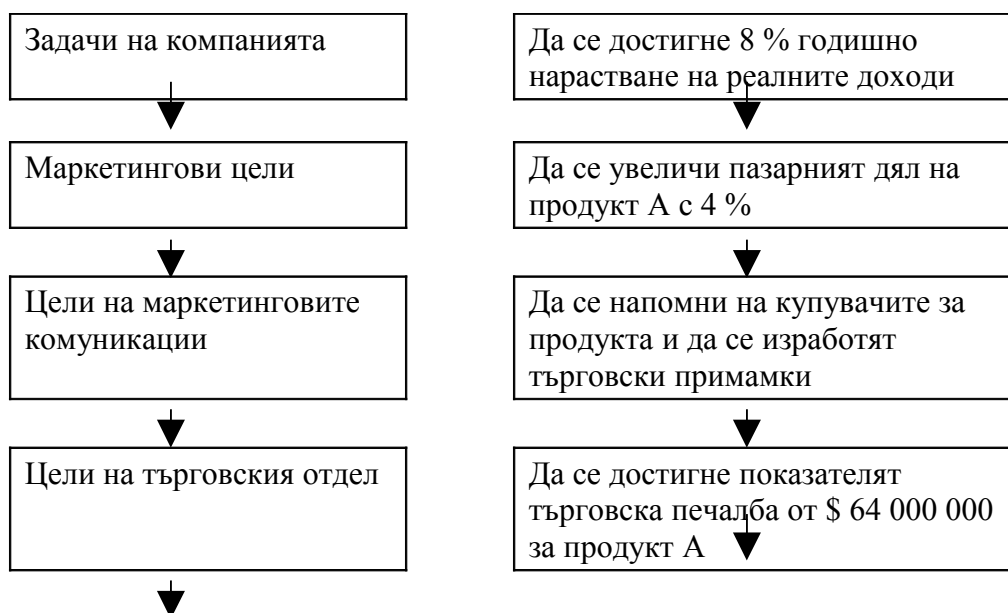 Задачи на компанията
Да се достигне 8 % годишно
нарастване на реалните доходи
Маркетингови цели
Да се увеличи пазарният дял на
продукт А с 4 %
Цели на маркетинговите
комуникации
Да се напомни на купувачите за
продукта и да се изработят
търговски примамки
Цели на търговския отдел
Да се достигне показателят
търговска печалба от $ 64 000 000
за продукт А